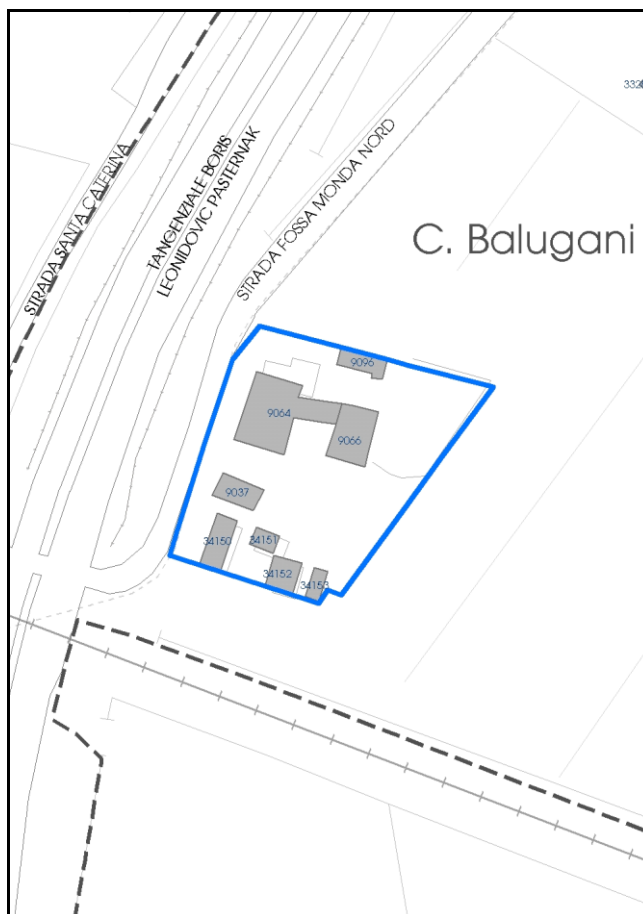 STRADA SANTA CATERINA
TANGENZIALE BORIS
LEONIDOVIC PASTERNAK
STRADA FOSSA MONDA NORD
C. Balugani
9096
9064
9066
9037
34150
34151
34152
34153